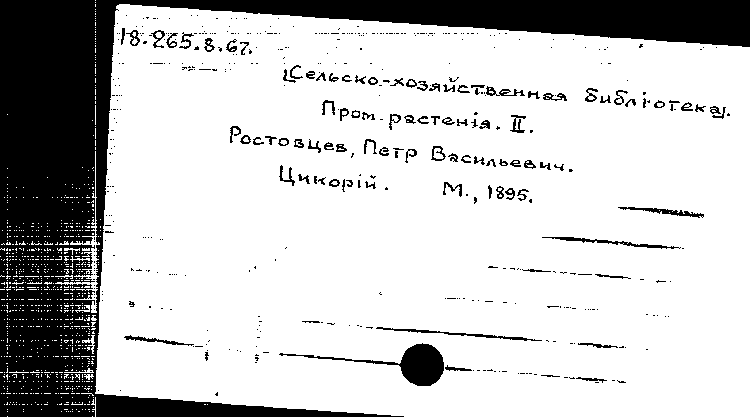 18.265.8.67.
[Сельско-хозяйственная библіотека].
Пром. растенія. II.
Ростовцев, Петр Васильевич.
Цикорій. М., 1895.